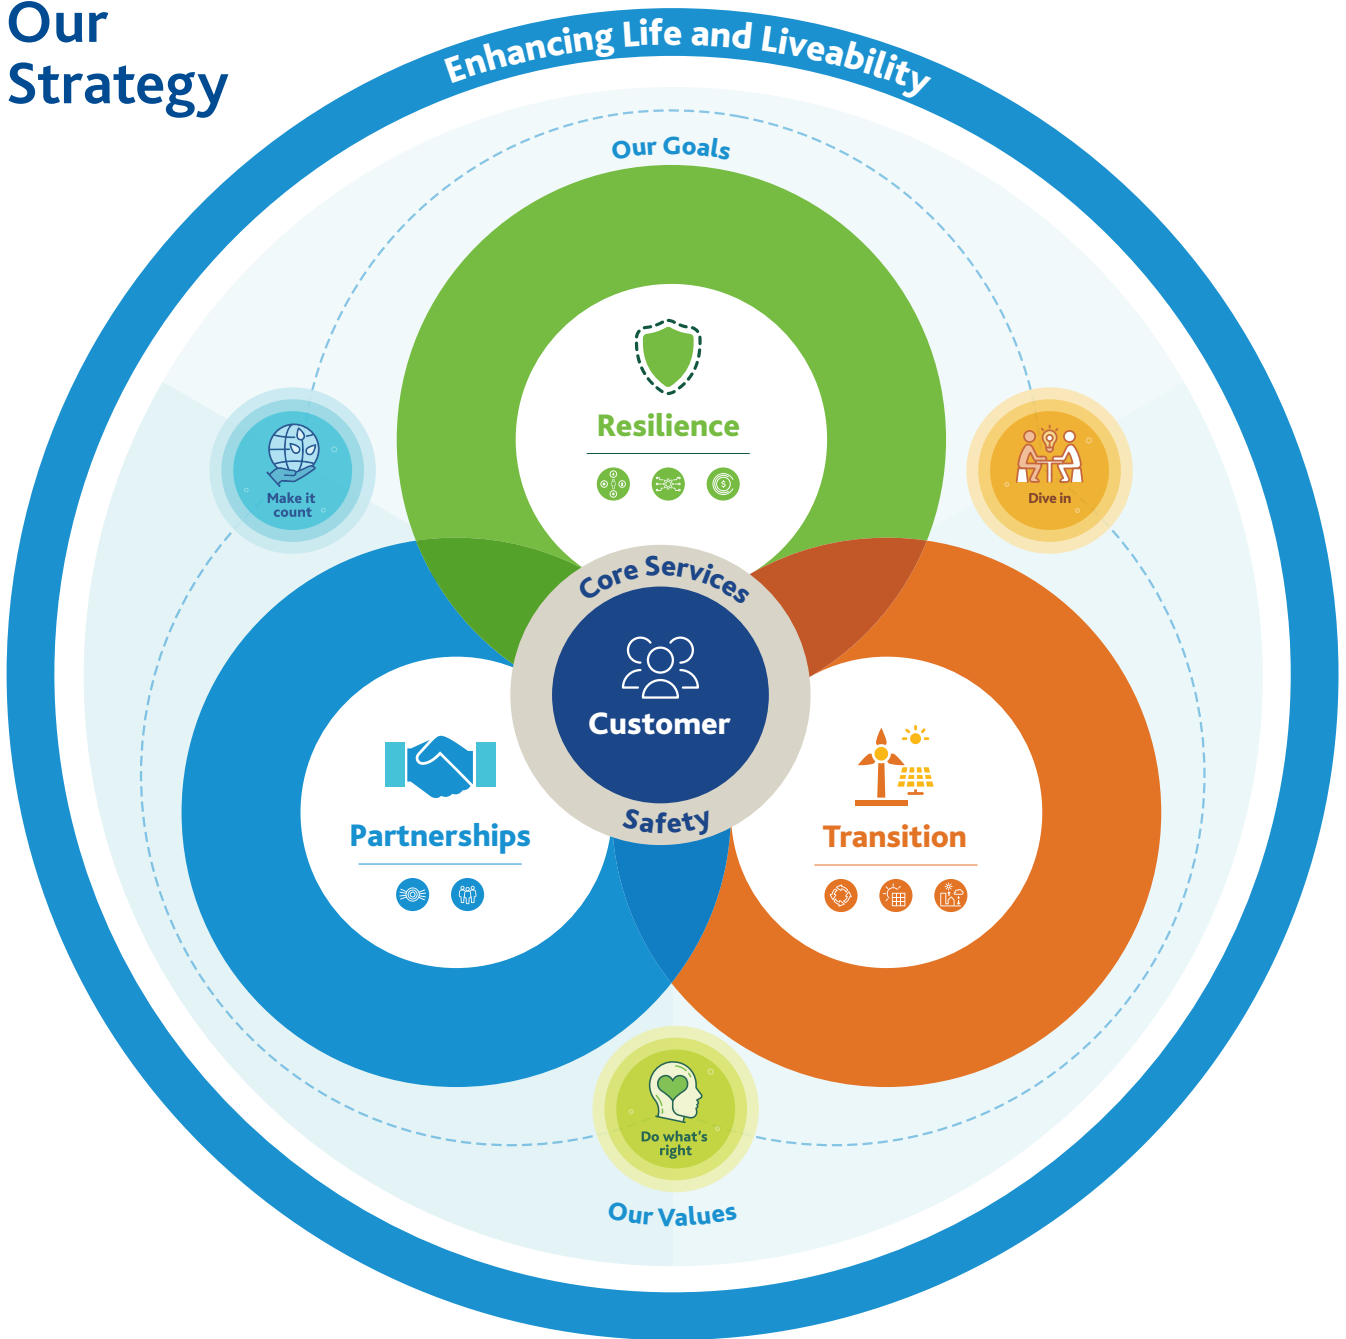 Our
Strategy
Enhancing Life and Liveability
Our Goals
Resilience
Make it
count
Dive in
Core Services
Customer
Safety
Partnerships
Transition
Do what's
right
Our Values